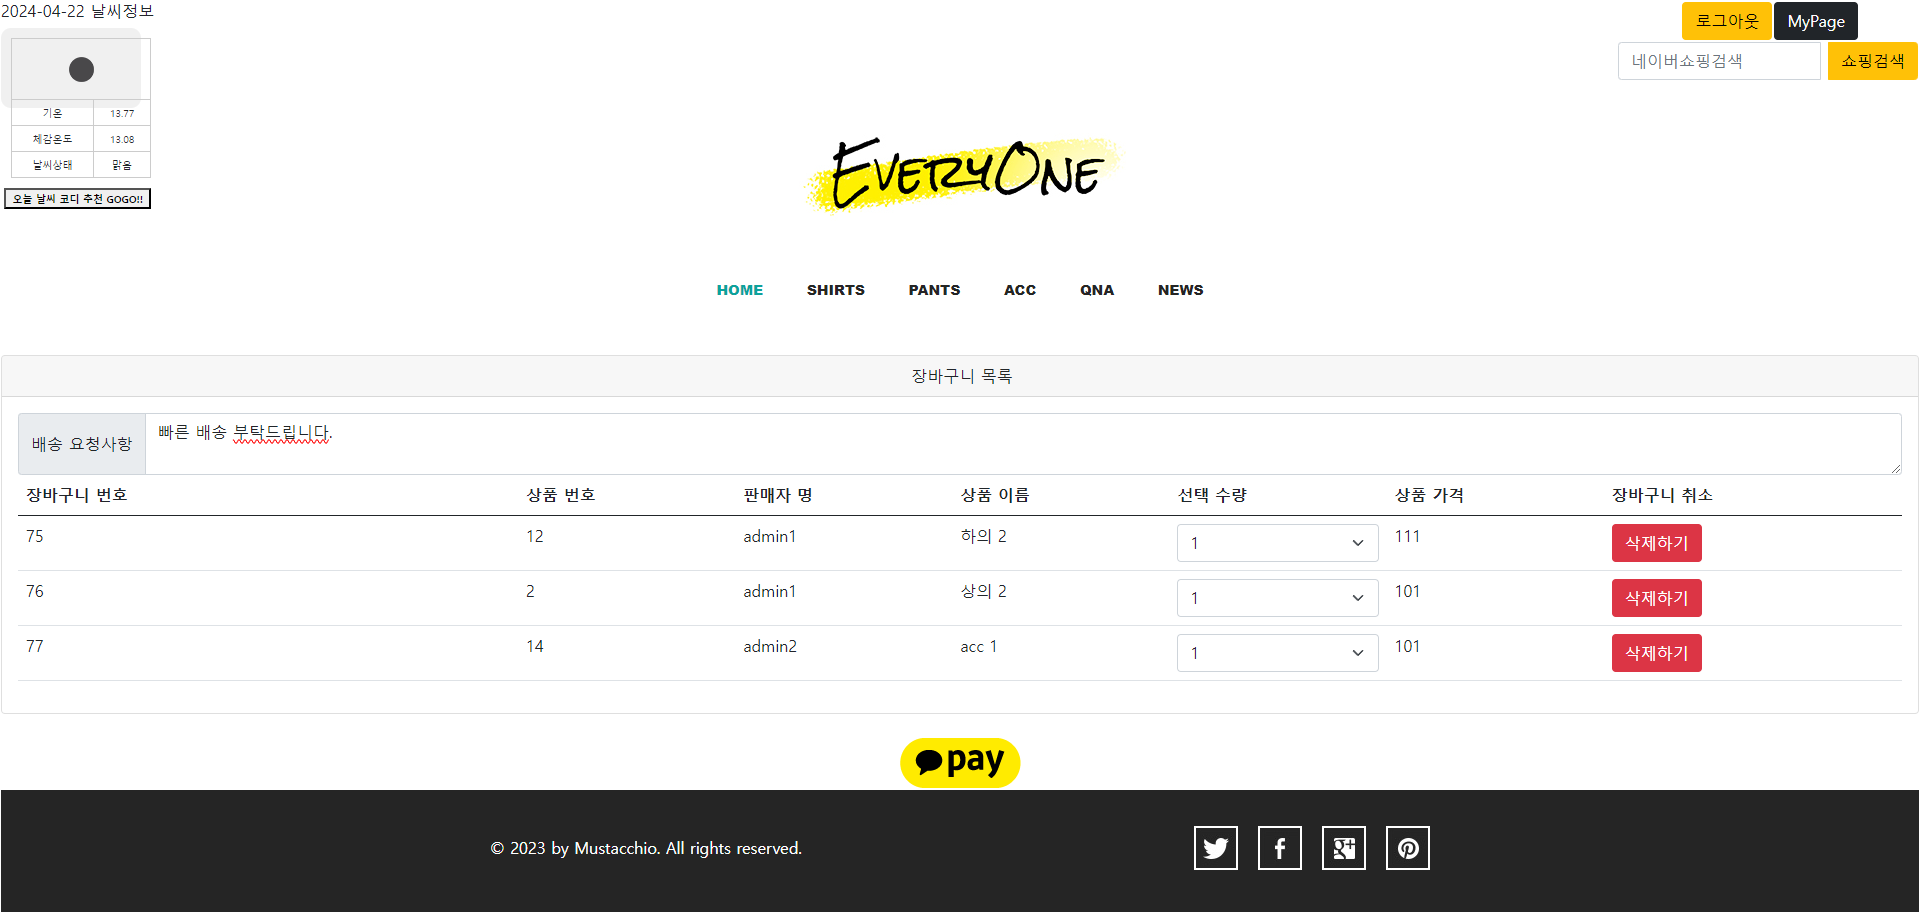 2024-04-22 날씨정보
로그아웃 MyPage
네이버쇼핑검색 쇼핑검색
기온 13.77
체감온도 13.08
날씨상태 맑음
오늘 날씨 코디 추천 GOGO!!
EVERYONE
HOME SHIRTS PANTS ACC QNA NEWS
장바구니 목록
배송 요청사항 빠른 배송 부탁드립니다.
장바구니 번호 상품 번호 판매자 명 상품 이름 선택 수량 상품 가격 장바구니 취소
75 12 admin1 하의 2 1 111 삭제하기
76 2 admin1 상의 2 1 101 삭제하기
77 14 admin2 acc 1 1 101 삭제하기
pay
© 2023 by Mustacchio. All rights reserved.